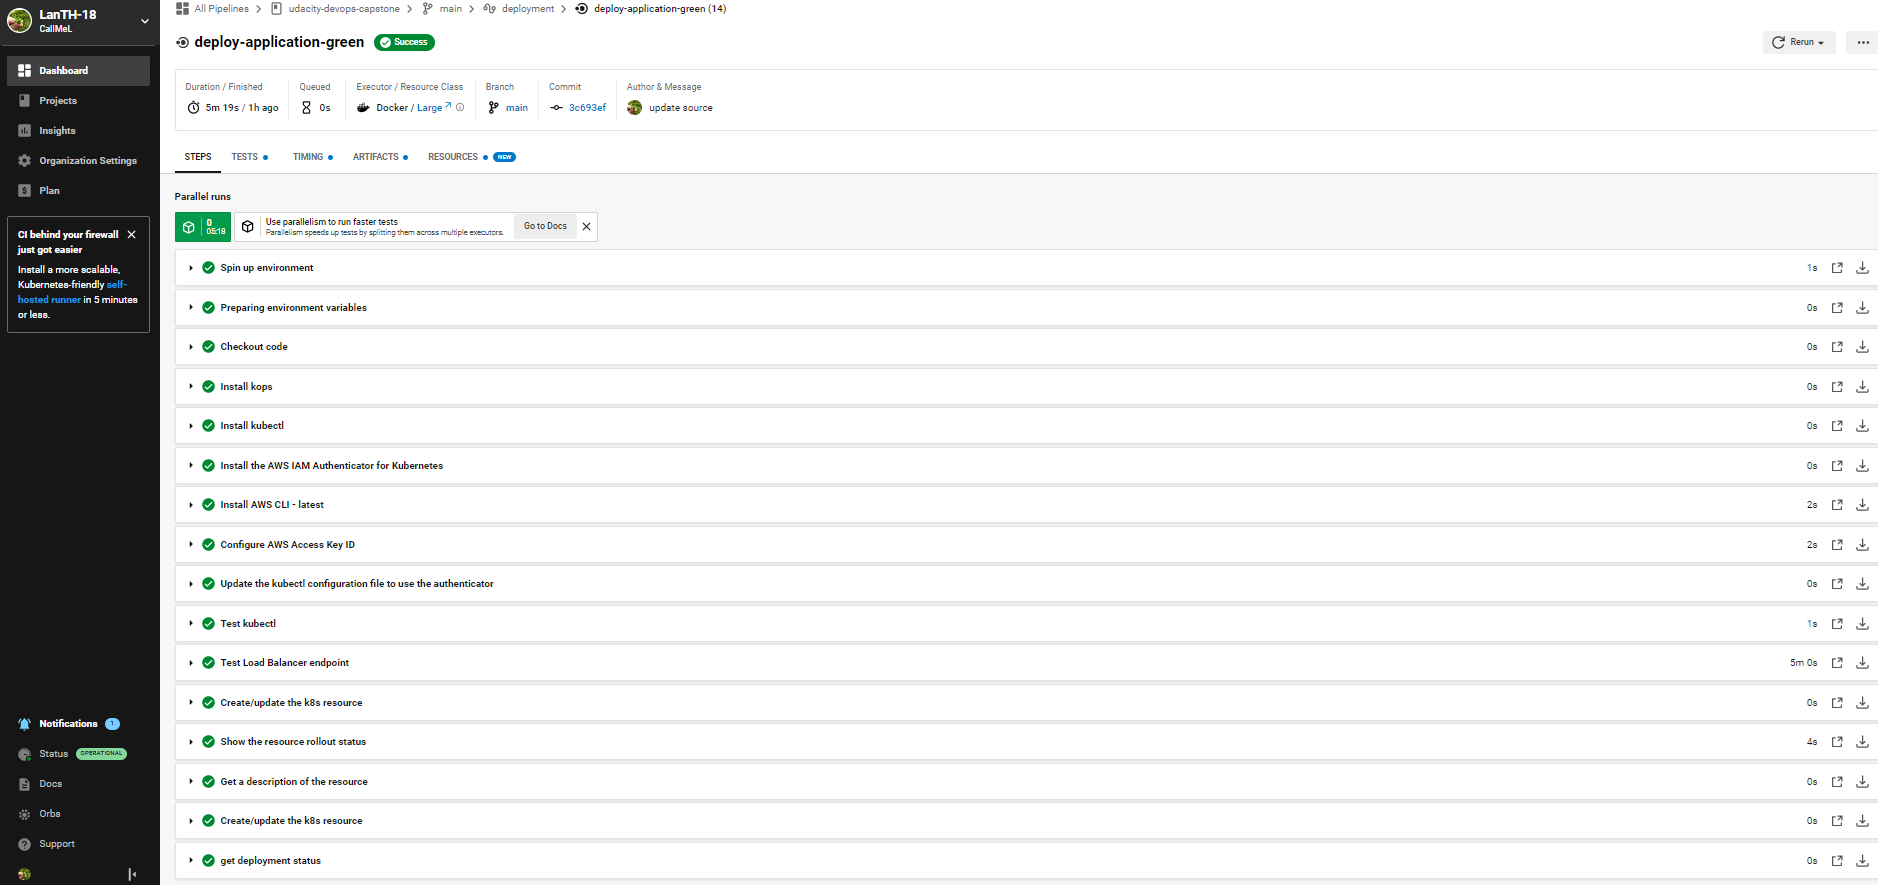 LanTH-18
CallMeL
Dashboard
Projects
Insights
Organization Settings
Plan
CI behind your firewall
just got easier
Install a more scalable,
Kubernetes-friendly self-
hosted runner in 5 minutes
or less.
Notifications 1
Status OPERATIONAL
Docs
Orbs
Support
All Pipelines udacity-devops-capstone main deployment deploy-application-green (14)
deploy-application-green Success
Rerun
Duration / Finished Queued Executor / Resource Class Branch Commit Author & Message
5m 19s / 1h ago 0s Docker / Large main 3c693ef update source
STEPS TESTS TIMING ARTIFACTS RESOURCES NEW
Parallel runs
0
05:18
Use parallelism to run faster tests
Parallelism speeds up tests by splitting them across multiple executors.
Go to Docs
Spin up environment 1s
Preparing environment variables 0s
Checkout code 0s
Install kops 0s
Install kubectl 0s
Install the AWS IAM Authenticator for Kubernetes 0s
Install AWS CLI - latest 2s
Configure AWS Access Key ID 2s
Update the kubectl configuration file to use the authenticator 0s
Test kubectl 1s
Test Load Balancer endpoint 5m 0s
Create/update the k8s resource 0s
Show the resource rollout status 4s
Get a description of the resource 0s
Create/update the k8s resource 0s
get deployment status 0s